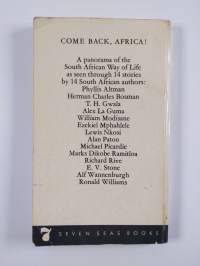 COME BACK, AFRICA!
A panorama of the
South African Way of Life
as seen through 14 stories
by 14 South African authors:
Phyllis Altman
Herman Charles Bosman
T. H. Gwala
Alex La Guma
William Modisane
Ezekiel Mphahlele
Lewis Nkosi
Alan Paton
Michael Picardie
Marks Dikobe Ramitloa
Richard Rive
E. V. Stone
Alf Wannenburgh
Ronald Williams
7 SEVEN SEAS BOOKS